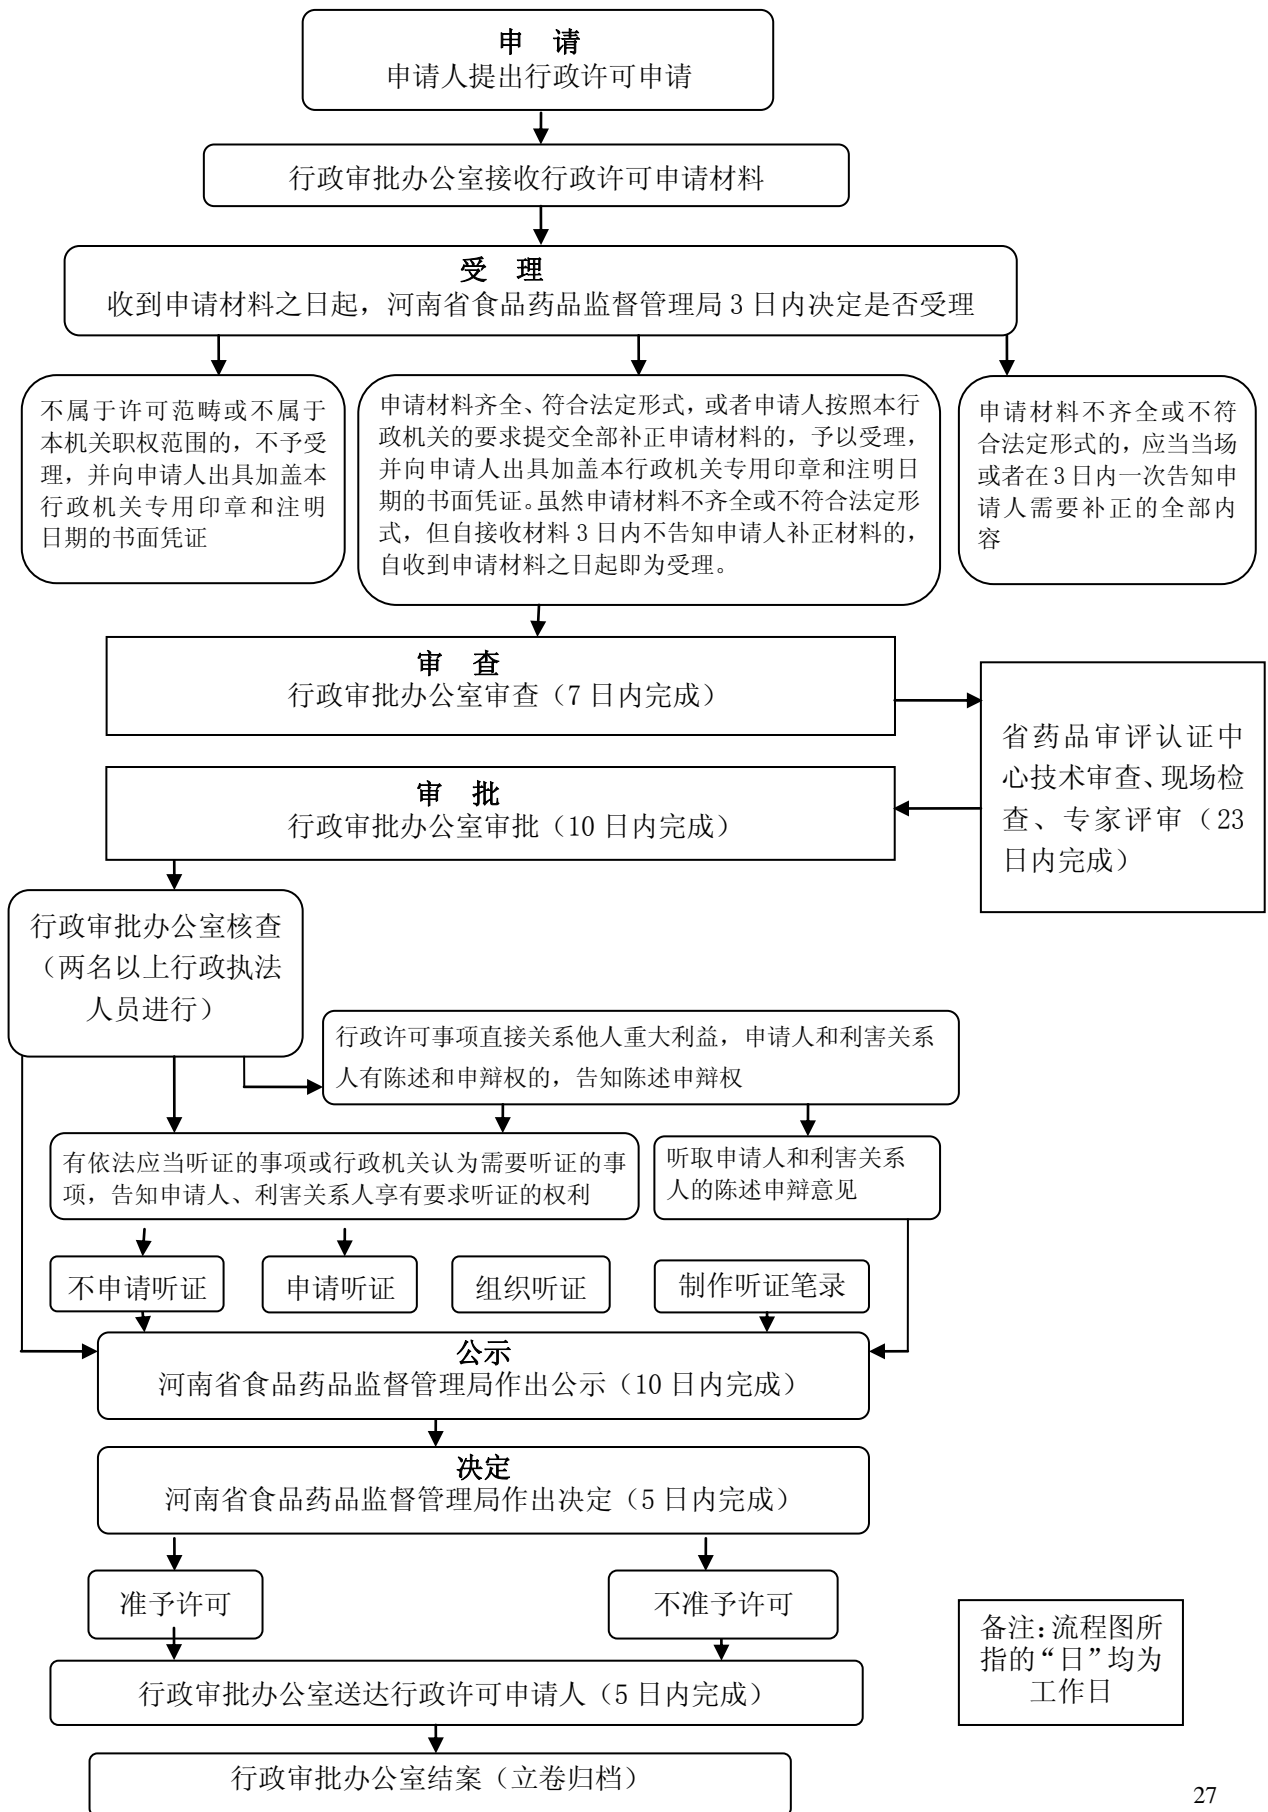 申 请
申请人提出行政许可申请
行政审批办公室接收行政许可申请材料
受 理
收到申请材料之日起，河南省食品药品监督管理局 3 日内决定是否受理
不属于许可范畴或不属于
本机关职权范围的，不予受
理，并向申请人出具加盖本
行政机关专用印章和注明
日期的书面凭证
申请材料齐全、符合法定形式，或者申请人按照本行
政机关的要求提交全部补正申请材料的，予以受理，
并向申请人出具加盖本行政机关专用印章和注明日
期的书面凭证。虽然申请材料不齐全或不符合法定形
式，但自接收材料 3 日内不告知申请人补正材料的，
自收到申请材料之日起即为受理。
申请材料不齐全或不符
合法定形式的，应当当场
或者在 3 日内一次告知申
请人需要补正的全部内
容
审 查
行政审批办公室审查（7 日内完成）
省药品审评认证中
心技术审查、现场检
查、专家评审（23
日内完成）
审 批
行政审批办公室审批（10 日内完成）
行政审批办公室核查
（两名以上行政执法
人员进行）
行政许可事项直接关系他人重大利益，申请人和利害关系
人有陈述和申辩权的，告知陈述申辩权
有依法应当听证的事项或行政机关认为需要听证的事
项，告知申请人、利害关系人享有要求听证的权利
听取申请人和利害关系
人的陈述申辩意见
不申请听证
申请听证
组织听证
制作听证笔录
公示
河南省食品药品监督管理局作出公示（10 日内完成）
决定
河南省食品药品监督管理局作出决定（5 日内完成）
准予许可
不准予许可
备注：流程图所
指的“日”均为
工作日
行政审批办公室送达行政许可申请人（5 日内完成）
行政审批办公室结案（立卷归档）
27